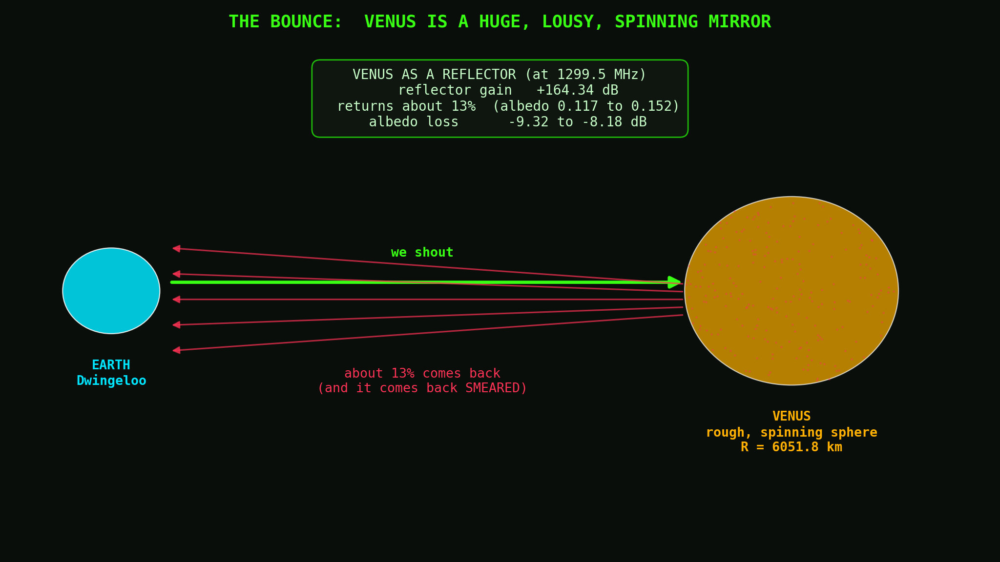 THE BOUNCE:  VENUS IS A HUGE, LOUSY, SPINNING MIRROR
VENUS AS A REFLECTOR (at 1299.5 MHz)
reflector gain   +164.34 dB
returns about 13%  (albedo 0.117 to 0.152)
albedo loss      -9.32 to -8.18 dB
we shout
EARTH
Dwingeloo
about 13% comes back
(and it comes back SMEARED)
VENUS
rough, spinning sphere
R = 6051.8 km